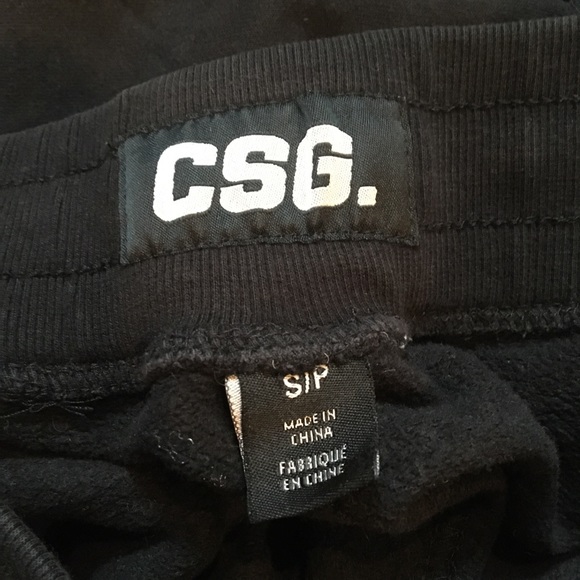 CSG.
S/P
MADE IN
CHINA
FABRIQUÉ
EN CHINE